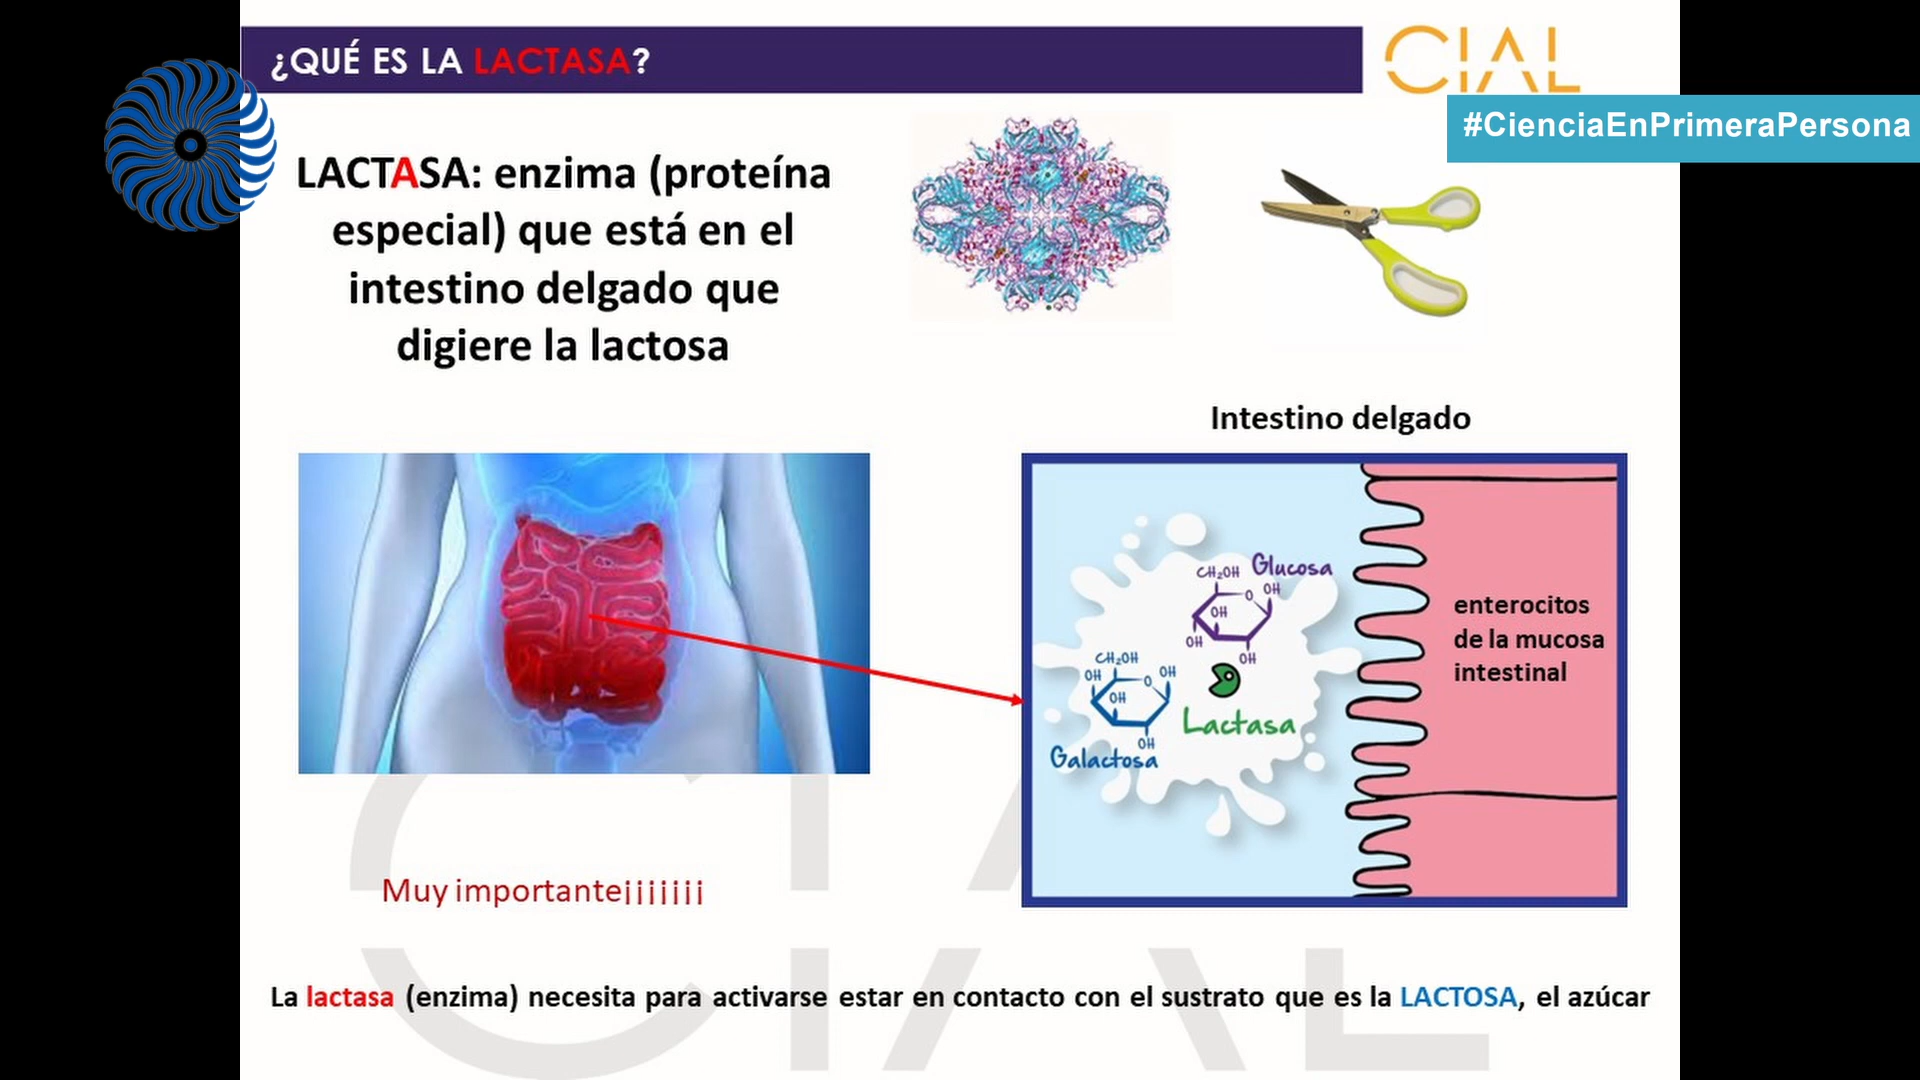 ¿QUÉ ES LA LACTASA?
CIAL
#CienciaEnPrimeraPersona
LACTASA: enzima (proteína
especial) que está en el
intestino delgado que
digiere la lactosa
Intestino delgado
CH₂OH
Glucosa
O
OH
OH
OH
OH
CH₂OH
OH
O
OH
OH
OH
Galactosa
Lactasa
enterocitos
de la mucosa
intestinal
Muy importante¡¡¡¡¡¡¡
La lactasa (enzima) necesita para activarse estar en contacto con el sustrato que es la LACTOSA, el azúcar
CIAL